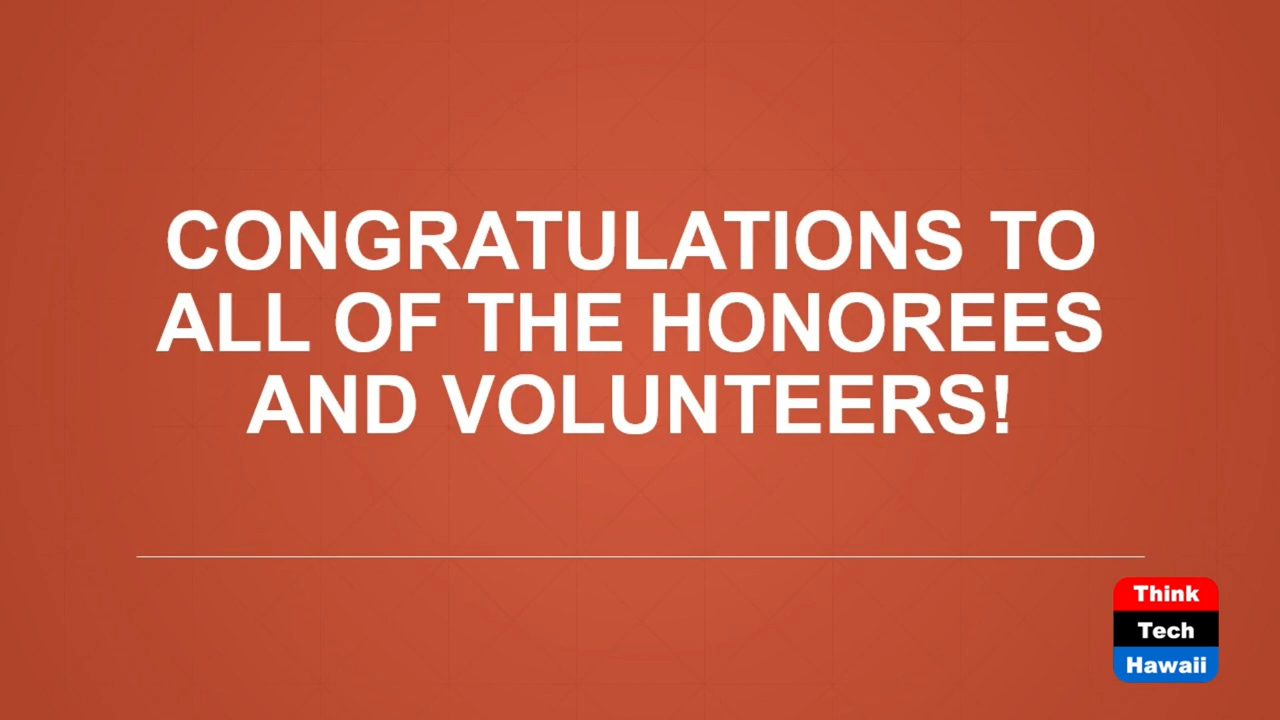 CONGRATULATIONS TO
ALL OF THE HONOREES
AND VOLUNTEERS!
Think
Tech
Hawaii